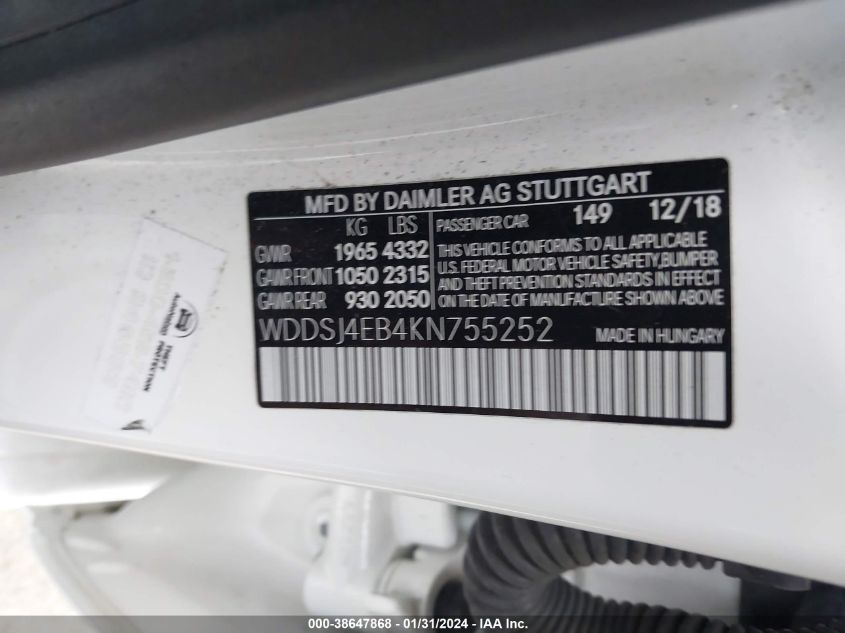 MFD BY DAIMLER AG STUTTGART
KG LBS PASSENGER CAR 149 12/18
GVWR 1965 4332 THIS VEHICLE CONFORMS TO ALL APPLICABLE
GAWR FRONT 1050 2315 U.S. FEDERAL MOTOR VEHICLE SAFETY, BUMPER
AND THEFT PREVENTION STANDARDS IN EFFECT
GAWR REAR 930 2050 ON THE DATE OF MANUFACTURE SHOWN ABOVE
WDDSJ4EB4KN755252 MADE IN HUNGARY
THEFT
PROTECTION
000-38647868 - 01/31/2024 - IAA Inc.